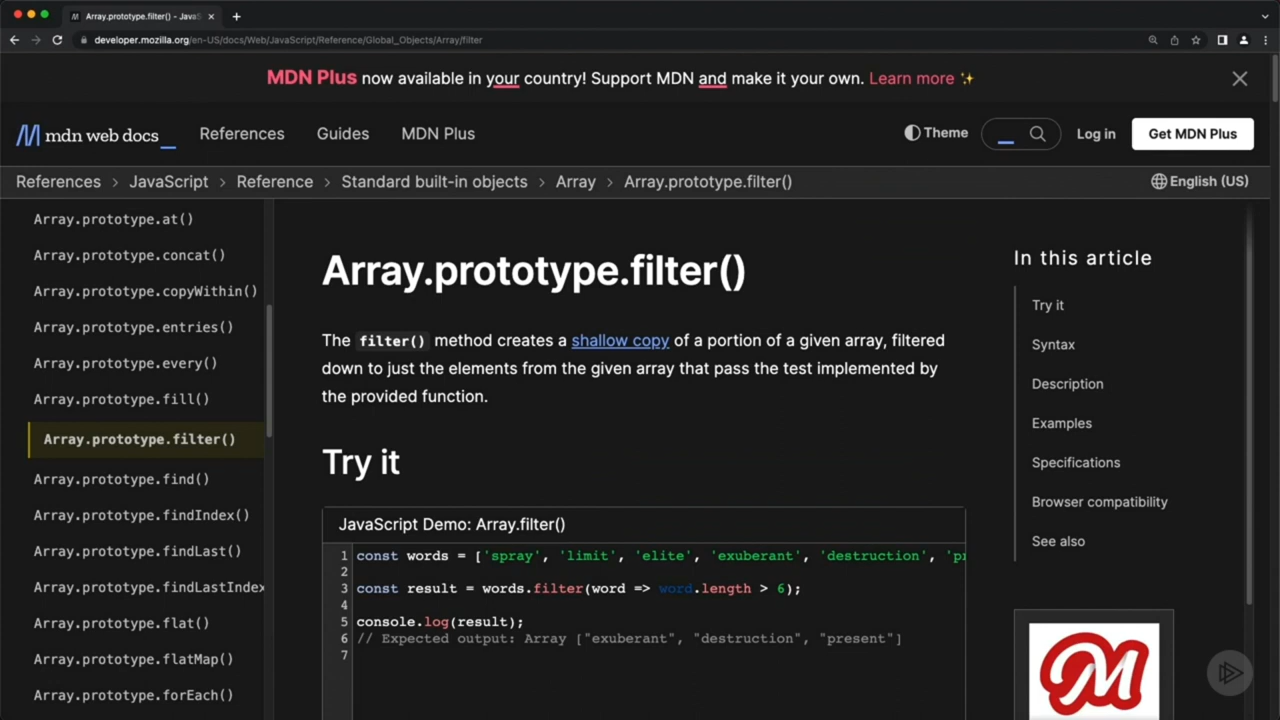 Array.prototype.filter() - JavaS
developer.mozilla.org/en-US/docs/Web/JavaScript/Reference/Global_Objects/Array/filter
MDN Plus now available in your country! Support MDN and make it your own. Learn more ✨
mdn web docs_
References
Guides
MDN Plus
Theme
Log in
Get MDN Plus
References > JavaScript > Reference > Standard built-in objects > Array > Array.prototype.filter()
English (US)
Array.prototype.at()
Array.prototype.concat()
Array.prototype.copyWithin()
Array.prototype.entries()
Array.prototype.every()
Array.prototype.fill()
Array.prototype.filter()
Array.prototype.find()
Array.prototype.findIndex()
Array.prototype.findLast()
Array.prototype.findLastIndex
Array.prototype.flat()
Array.prototype.flatMap()
Array.prototype.forEach()
Array.prototype.filter()
The filter() method creates a shallow copy of a portion of a given array, filtered
down to just the elements from the given array that pass the test implemented by
the provided function.
Try it
JavaScript Demo: Array.filter()
1 const words = ['spray', 'limit', 'elite', 'exuberant', 'destruction', 'pr
2
3 const result = words.filter(word => word.length > 6);
4
5 console.log(result);
6 // Expected output: Array ["exuberant", "destruction", "present"]
7
In this article
Try it
Syntax
Description
Examples
Specifications
Browser compatibility
See also
M